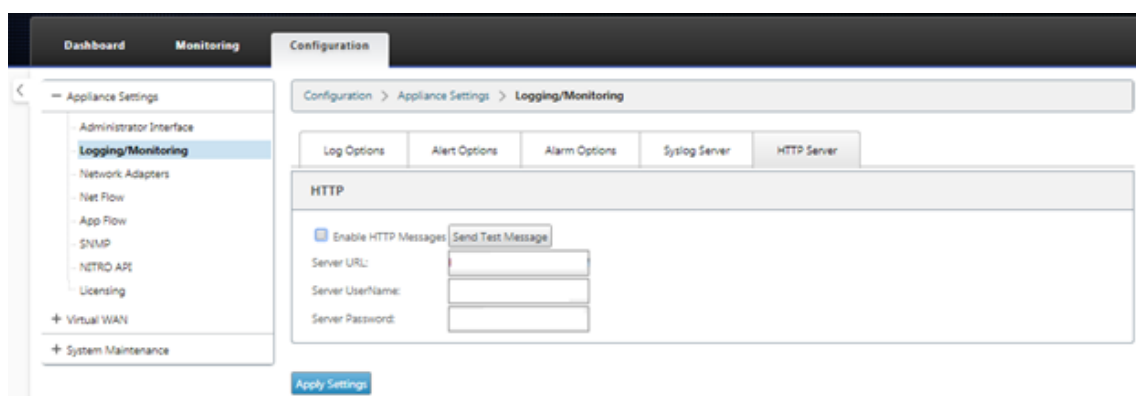 Dashboard Monitoring Configuration
Appliance Settings
Administrator Interface
Logging/Monitoring
Network Adapters
Net Flow
App Flow
SNMP
NITRO API
Licensing
Virtual WAN
System Maintenance
Configuration > Appliance Settings > Logging/Monitoring
Log Options Alert Options Alarm Options Syslog Server HTTP Server
HTTP
Enable HTTP Messages Send Test Message
Server URL:
Server UserName:
Server Password:
Apply Settings